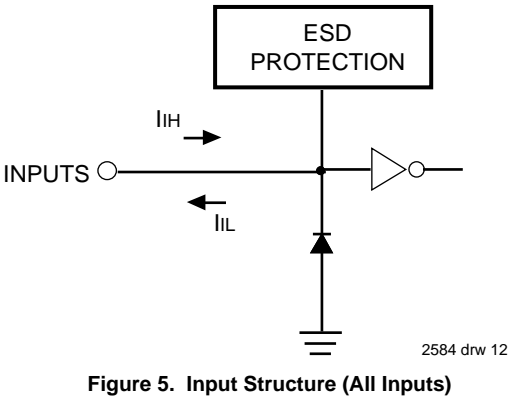 ESD
PROTECTION
IIH
INPUTS
IIL
2584 drw 12
Figure 5. Input Structure (All Inputs)